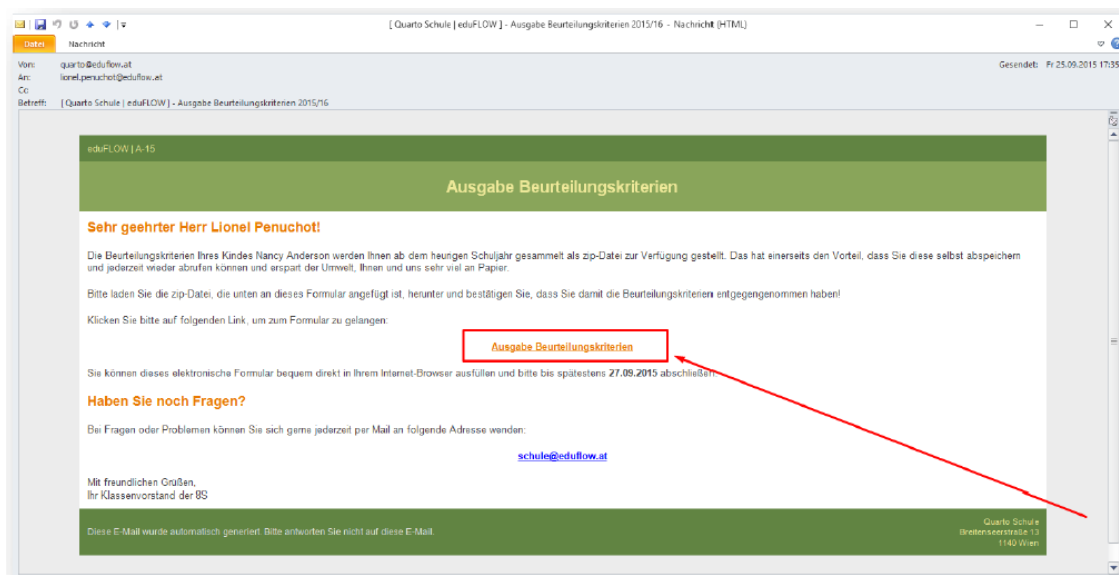 [ Quarto Schule | eduFLOW ] - Ausgabe Beurteilungskriterien 2015/16 - Nachricht (HTML)
Datei Nachricht
Von: quarto@eduflow.at Gesendet: Fr 25.09.2015 17:35
An: lionel.penuchot@eduflow.at
Cc
Betreff: [ Quarto Schule | eduFLOW ] - Ausgabe Beurteilungskriterien 2015/16
eduFLOW | A-15
Ausgabe Beurteilungskriterien
Sehr geehrter Herr Lionel Penuchot!
Die Beurteilungskriterien Ihres Kindes Nancy Anderson werden Ihnen ab dem heurigen Schuljahr gesammelt als zip-Datei zur Verfügung gestellt. Das hat einerseits den Vorteil, dass Sie diese selbst abspeichern
und jederzeit wieder abrufen können und erspart der Umwelt, Ihnen und uns sehr viel an Papier.
Bitte laden Sie die zip-Datei, die unten an dieses Formular angefügt ist, herunter und bestätigen Sie, dass Sie damit die Beurteilungskriterien entgegengenommen haben!
Klicken Sie bitte auf folgenden Link, um zum Formular zu gelangen:
Ausgabe Beurteilungskriterien
Sie können dieses elektronische Formular bequem direkt in Ihrem Internet-Browser ausfüllen und bitte bis spätestens 27.09.2015 abschließen.
Haben Sie noch Fragen?
Bei Fragen oder Problemen können Sie sich gerne jederzeit per Mail an folgende Adresse wenden:
schule@eduflow.at
Mit freundlichen Grüßen,
Ihr Klassenvorstand der 8S
Diese E-Mail wurde automatisch generiert. Bitte antworten Sie nicht auf diese E-Mail.
Quarto Schule
Breitenseerstraße 13
1140 Wien